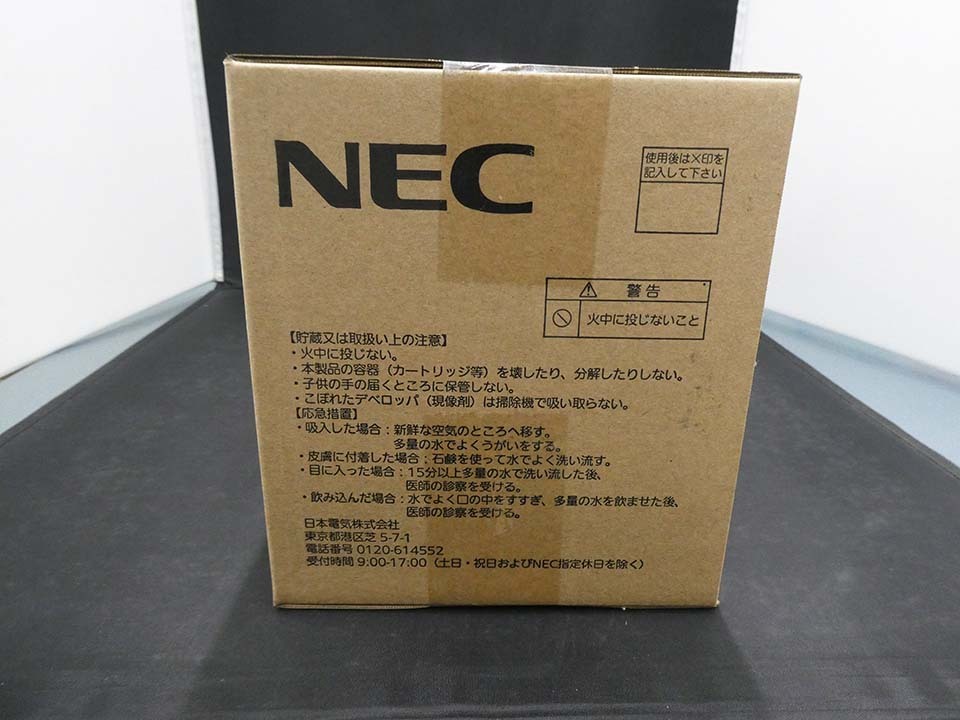 NEC
使用後は×印を
記入して下さい
警告
火中に投じないこと
【貯蔵又は取扱い上の注意】
・火中に投じない。
・本製品の容器（カートリッジ等）を壊したり、分解したりしない。
・子供の手の届くところに保管しない。
・こぼれたデベロッパ（現像剤）は掃除機で吸い取らない。
【応急措置】
・吸入した場合：新鮮な空気のところへ移す。
多量の水でよくうがいをする。
・皮膚に付着した場合：石鹸を使って水でよく洗い流す。
・目に入った場合：15分以上多量の水で洗い流した後、
医師の診察を受ける。
・飲み込んだ場合：水でよく口の中をすすぎ、多量の水を飲ませた後、
医師の診察を受ける。
日本電気株式会社
東京都港区芝 5-7-1
電話番号 0120-614552
受付時間 9:00-17:00（土日・祝日およびNEC指定休日を除く）